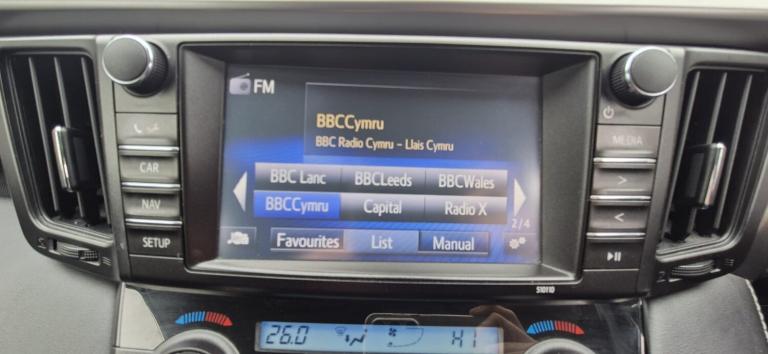 FM
BBCCymru
BBC Radio Cymru – Llais Cymru
BBC Lanc BBCLeeds BBCWales
BBCCymru Capital Radio X
2/4
Favourites List Manual
CAR
NAV
SETUP
MEDIA
>
<
510110
26.0 HI